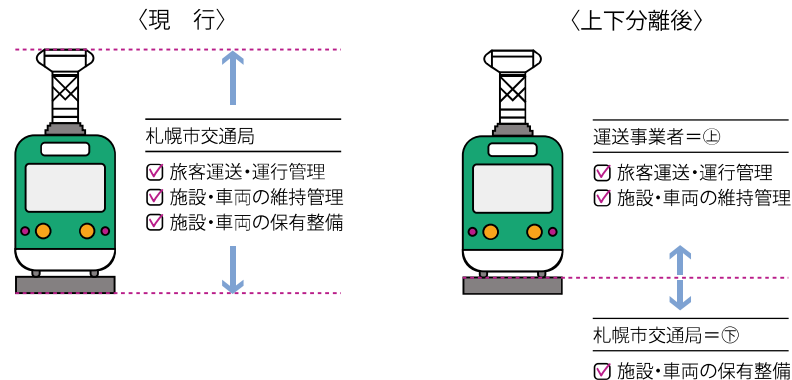 〈現　行〉
札幌市交通局
旅客運送・運行管理
施設・車両の維持管理
施設・車両の保有整備
〈上下分離後〉
運送事業者＝㊤
旅客運送・運行管理
施設・車両の維持管理
札幌市交通局＝㊦
施設・車両の保有整備